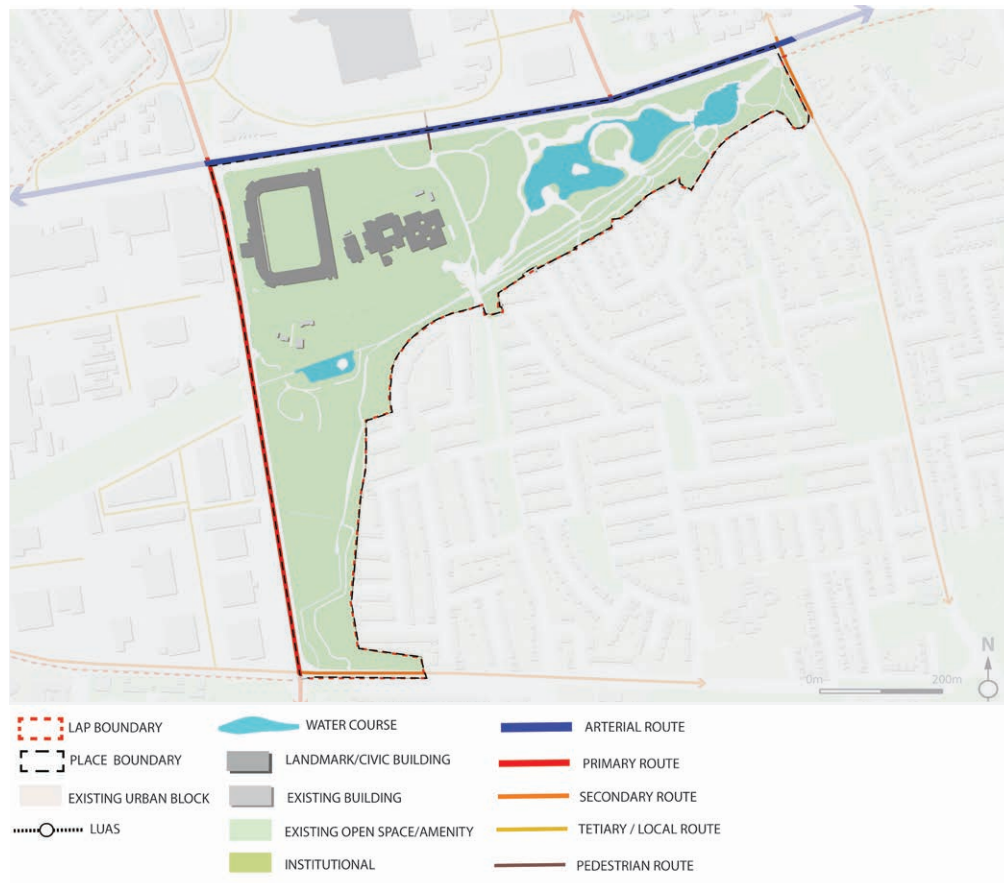 N
0m 200m
LAP BOUNDARY
PLACE BOUNDARY
EXISTING URBAN BLOCK
LUAS
WATER COURSE
LANDMARK/CIVIC BUILDING
EXISTING BUILDING
EXISTING OPEN SPACE/AMENITY
INSTITUTIONAL
ARTERIAL ROUTE
PRIMARY ROUTE
SECONDARY ROUTE
TETIARY / LOCAL ROUTE
PEDESTRIAN ROUTE